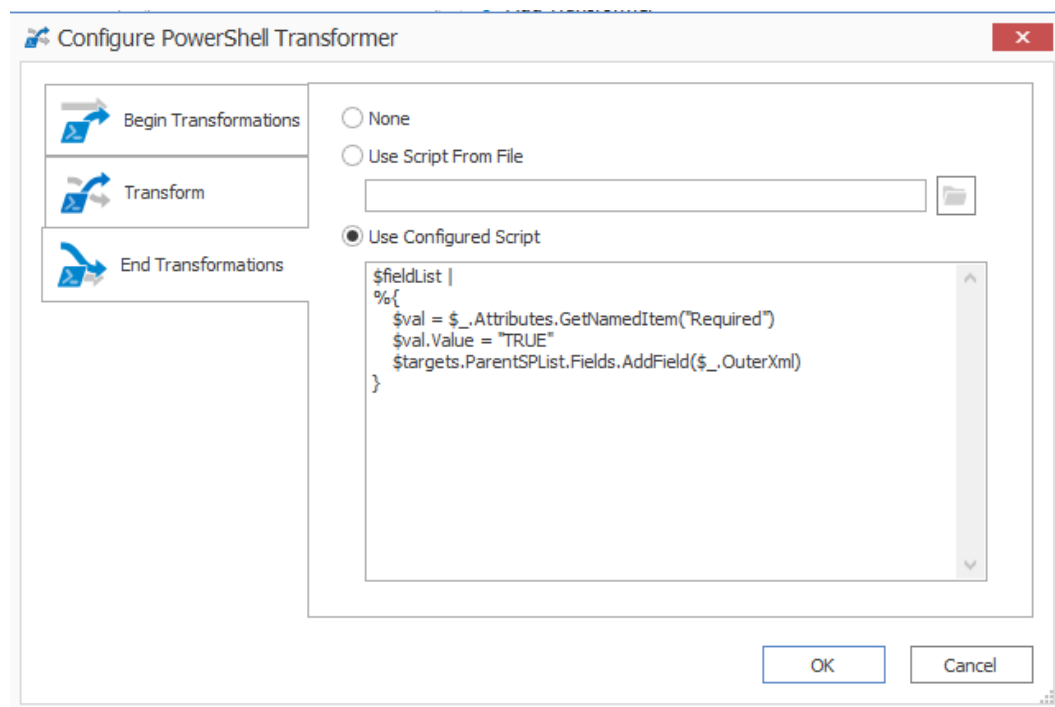 Configure PowerShell Transformer
Begin Transformations
Transform
End Transformations
None
Use Script From File
Use Configured Script
$fieldList |
%{
$val = $_.Attributes.GetNamedItem("Required")
$val.Value = "TRUE"
$targets.ParentSPList.Fields.AddField($_.OuterXml)
}
OK
Cancel